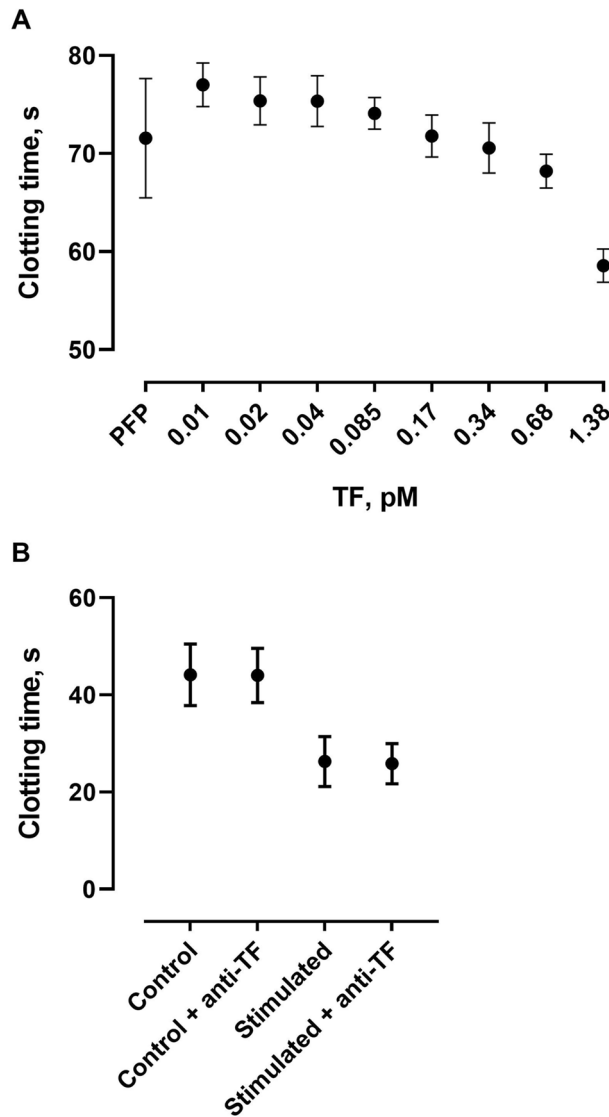 A
Clotting time, s
80
70
60
50
PFP
0.01
0.02
0.04
0.085
0.17
0.34
0.68
1.38
TF, pM
B
Clotting time, s
60
40
20
0
Control
Control + anti-TF
Stimulated
Stimulated + anti-TF